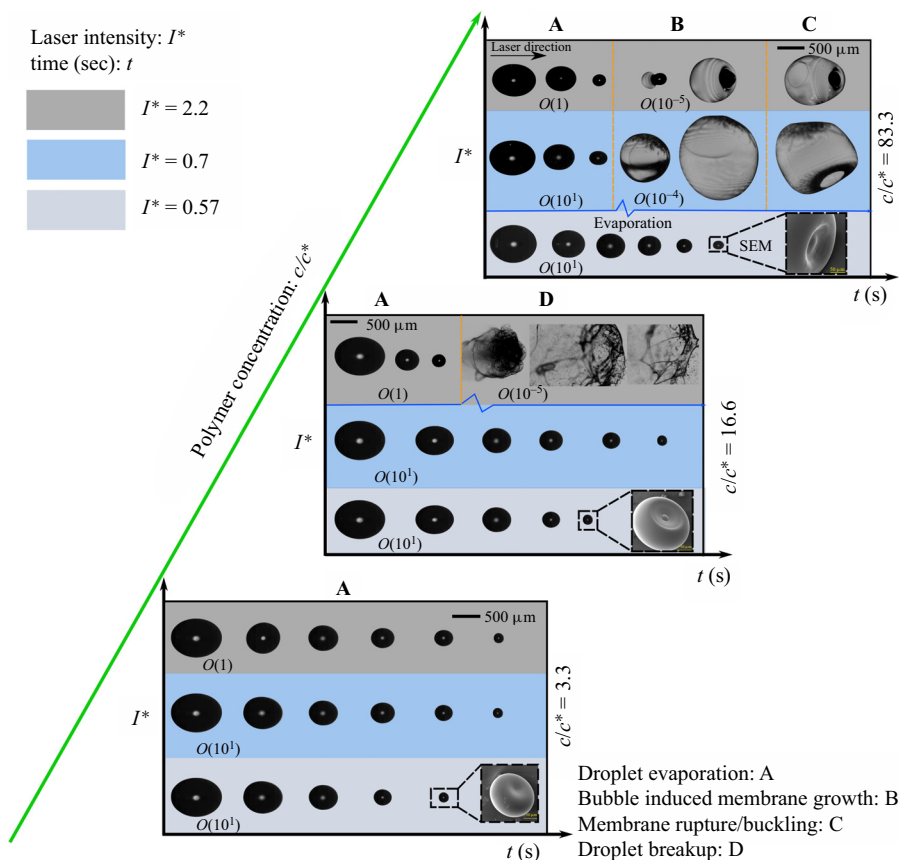 Laser intensity: I*
time (sec): t
I* = 2.2
I* = 0.7
I* = 0.57
Polymer concentration: c/c*
A B C
Laser direction
500 μm
O(1) O(10⁻⁵)
I*
O(10¹) O(10⁻⁴)
Evaporation
SEM
O(10¹)
c/c* = 83.3
t (s)
A D
500 μm
O(1) O(10⁻⁵)
I*
O(10¹)
O(10¹)
c/c* = 16.6
t (s)
A
500 μm
O(1)
I*
O(10¹)
O(10¹)
c/c* = 3.3
t (s)
Droplet evaporation: A
Bubble induced membrane growth: B
Membrane rupture/buckling: C
Droplet breakup: D